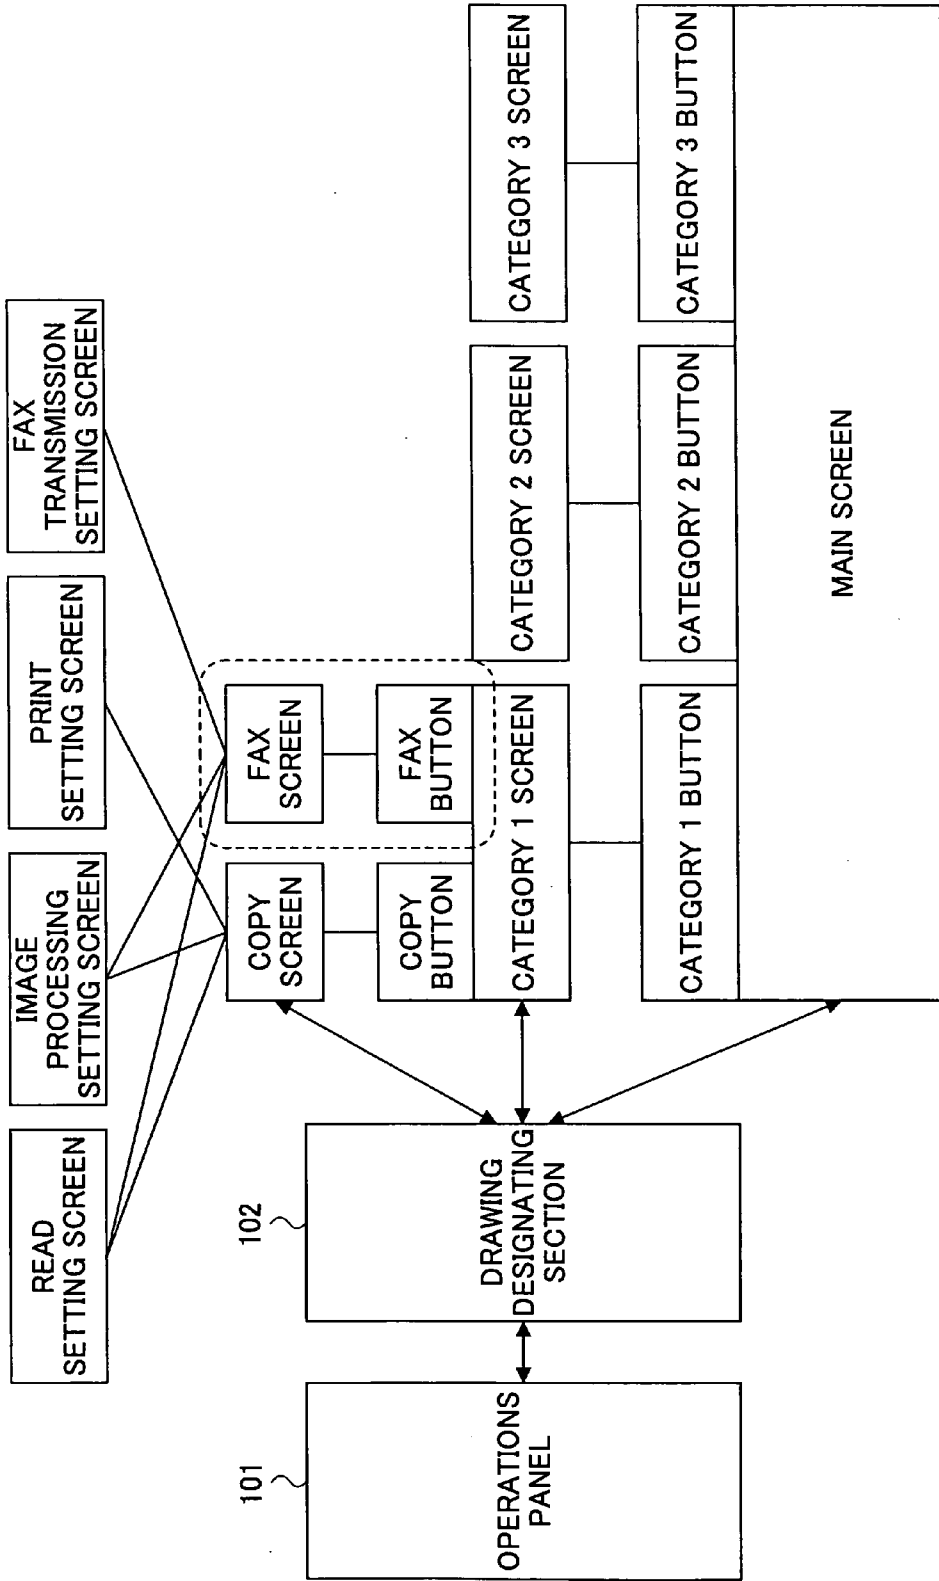 READ
SETTING SCREEN
IMAGE
PROCESSING
SETTING SCREEN
PRINT
SETTING SCREEN
FAX
TRANSMISSION
SETTING SCREEN
COPY
SCREEN
FAX
SCREEN
COPY
BUTTON
FAX
BUTTON
101
OPERATIONS
PANEL
102
DRAWING
DESIGNATING
SECTION
CATEGORY 1 SCREEN
CATEGORY 2 SCREEN
CATEGORY 3 SCREEN
CATEGORY 1 BUTTON
CATEGORY 2 BUTTON
CATEGORY 3 BUTTON
MAIN SCREEN